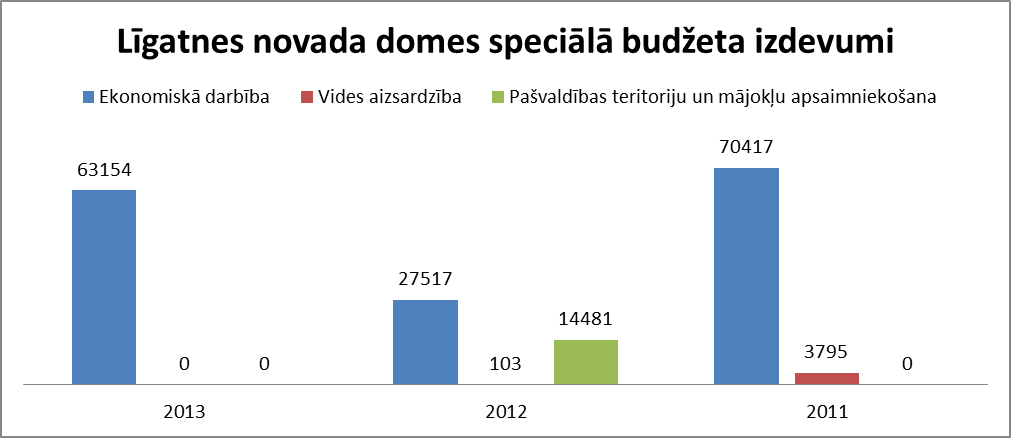 Līgatnes novada domes speciālā budžeta izdevumi
Ekonomiskā darbība Vides aizsardzība Pašvaldības teritoriju un mājokļu apsaimniekošana
63154 0 0
27517 103 14481
70417 3795 0
2013 2012 2011